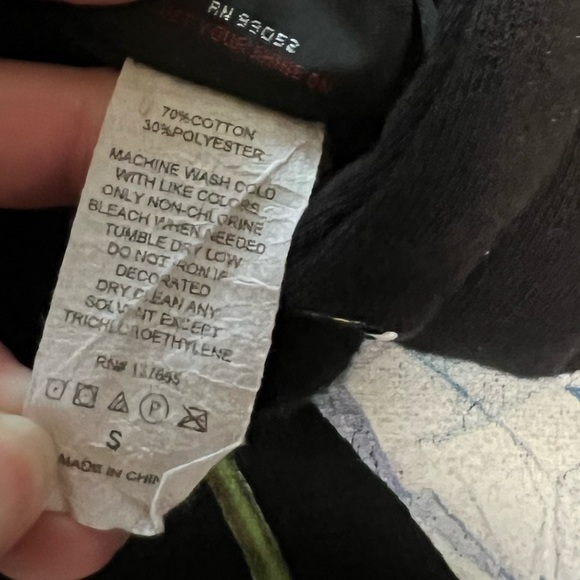 RN 93052
70%COTTON
30%POLYESTER
MACHINE WASH COLD
WITH LIKE COLORS
ONLY NON-CHLORINE
BLEACH WHEN NEEDED
TUMBLE DRY LOW
DO NOT IRON IF
DECORATED
DRY CLEAN ANY
SOLVENT EXCEPT
TRICHLOROETHYLENE
RN#
P
S
MADE IN CHIN